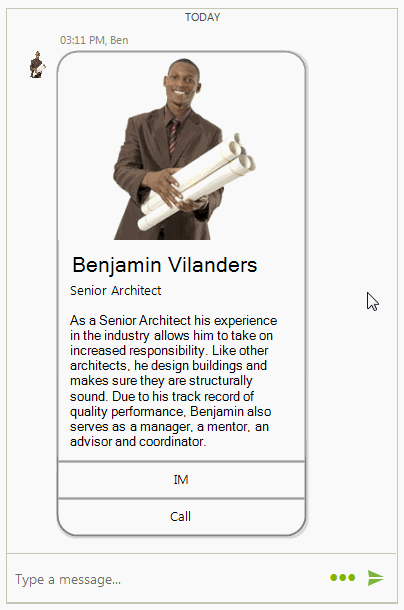 TODAY
03:11 PM, Ben
Benjamin Vilanders
Senior Architect
As a Senior Architect his experience
in the industry allows him to take on
increased responsibility. Like other
architects, he design buildings and
makes sure they are structurally
sound. Due to his track record of
quality performance, Benjamin also
serves as a manager, a mentor, an
advisor and coordinator.
IM
Call
Type a message...